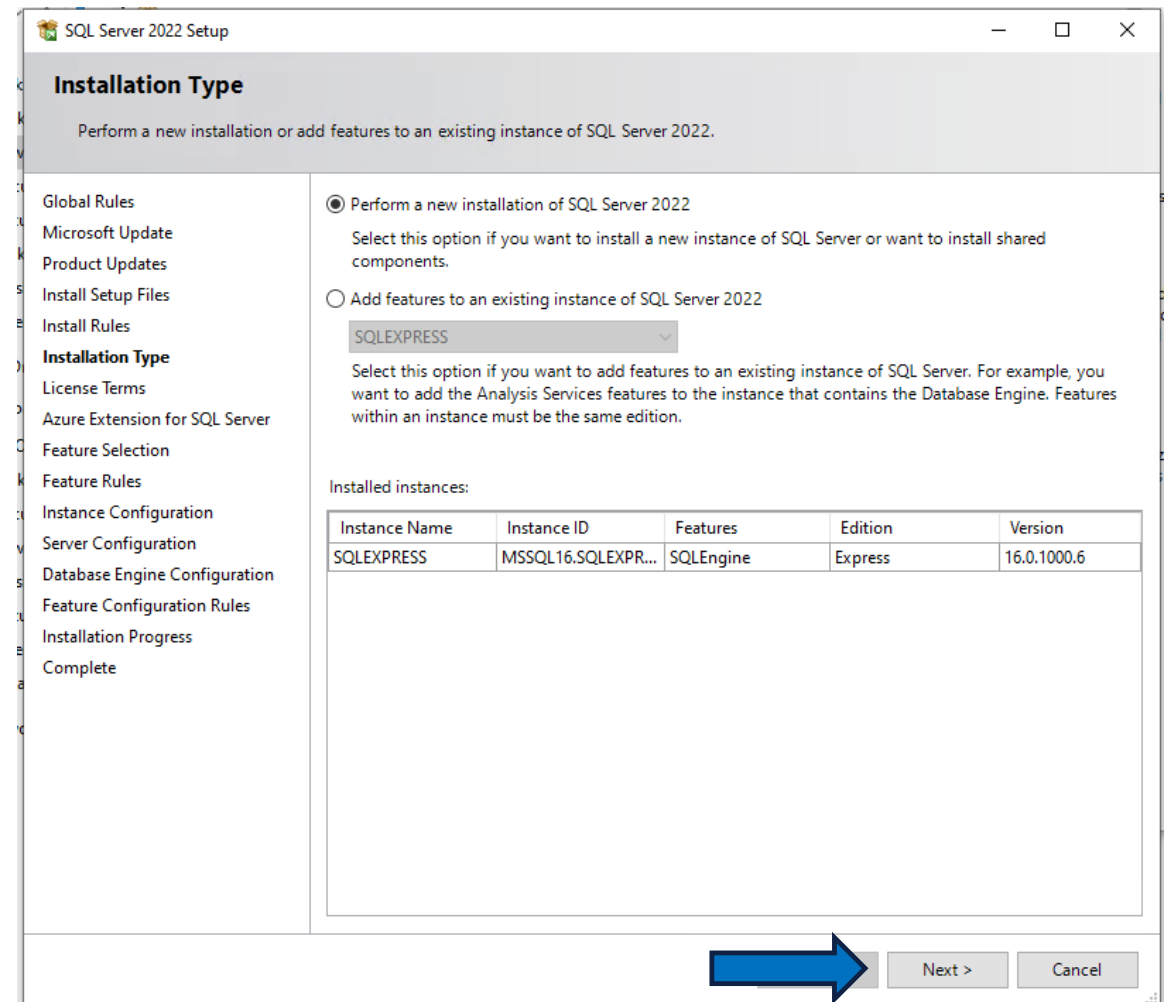 SQL Server 2022 Setup
Installation Type
Perform a new installation or add features to an existing instance of SQL Server 2022.
Global Rules
Microsoft Update
Product Updates
Install Setup Files
Install Rules
Installation Type
License Terms
Azure Extension for SQL Server
Feature Selection
Feature Rules
Instance Configuration
Server Configuration
Database Engine Configuration
Feature Configuration Rules
Installation Progress
Complete
Perform a new installation of SQL Server 2022
Select this option if you want to install a new instance of SQL Server or want to install shared
components.
Add features to an existing instance of SQL Server 2022
SQLEXPRESS
Select this option if you want to add features to an existing instance of SQL Server. For example, you
want to add the Analysis Services features to the instance that contains the Database Engine. Features
within an instance must be the same edition.
Installed instances:
Instance Name Instance ID Features Edition Version
SQLEXPRESS MSSQL16.SQLEXPR... SQLEngine Express 16.0.1000.6
Next > Cancel